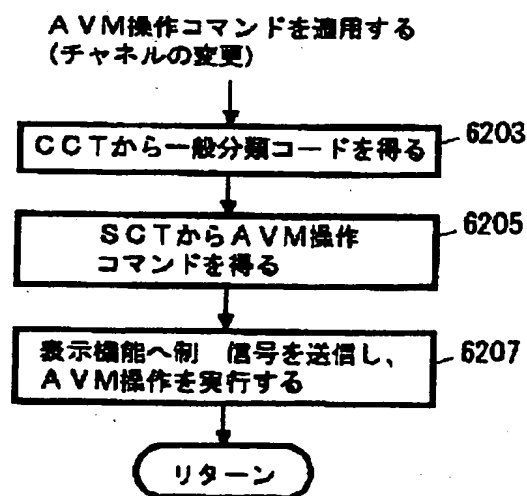 AVM操作コマンドを適用する
(チャネルの変更)
CCTから一般分類コードを得る
6203
SCTからAVM操作
コマンドを得る
6205
表示機能へ制 信号を送信し、
AVM操作を実行する
6207
リターン